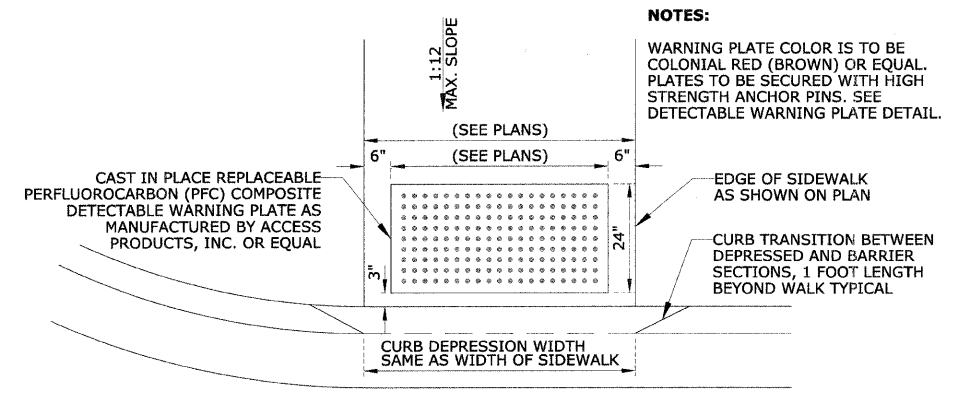 NOTES:
WARNING PLATE COLOR IS TO BE
COLONIAL RED (BROWN) OR EQUAL.
PLATES TO BE SECURED WITH HIGH
STRENGTH ANCHOR PINS. SEE
DETECTABLE WARNING PLATE DETAIL.
1:12
MAX. SLOPE
(SEE PLANS)
6"
(SEE PLANS)
6"
CAST IN PLACE REPLACEABLE
PERFLUOROCARBON (PFC) COMPOSITE
DETECTABLE WARNING PLATE AS
MANUFACTURED BY ACCESS
PRODUCTS, INC. OR EQUAL
EDGE OF SIDEWALK
AS SHOWN ON PLAN
24"
3"
CURB TRANSITION BETWEEN
DEPRESSED AND BARRIER
SECTIONS, 1 FOOT LENGTH
BEYOND WALK TYPICAL
CURB DEPRESSION WIDTH
SAME AS WIDTH OF SIDEWALK